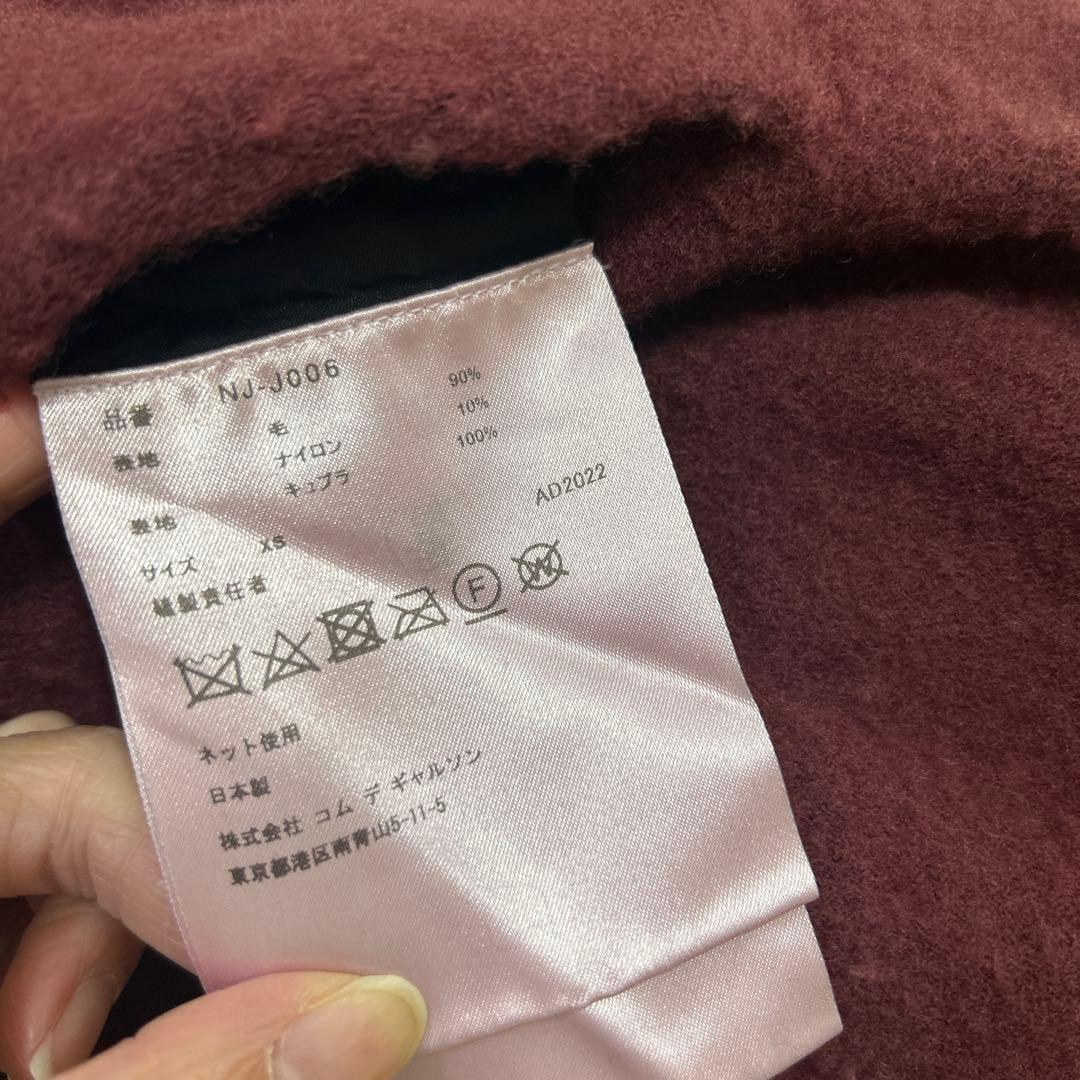 品番 NJ-J006
表地 毛 90%
ナイロン 10%
表地 キュプラ 100%
サイズ XS AD2022
縫製責任者
F W
ネット使用
日本製
株式会社 コム デ ギャルソン
東京都港区南青山5-11-5